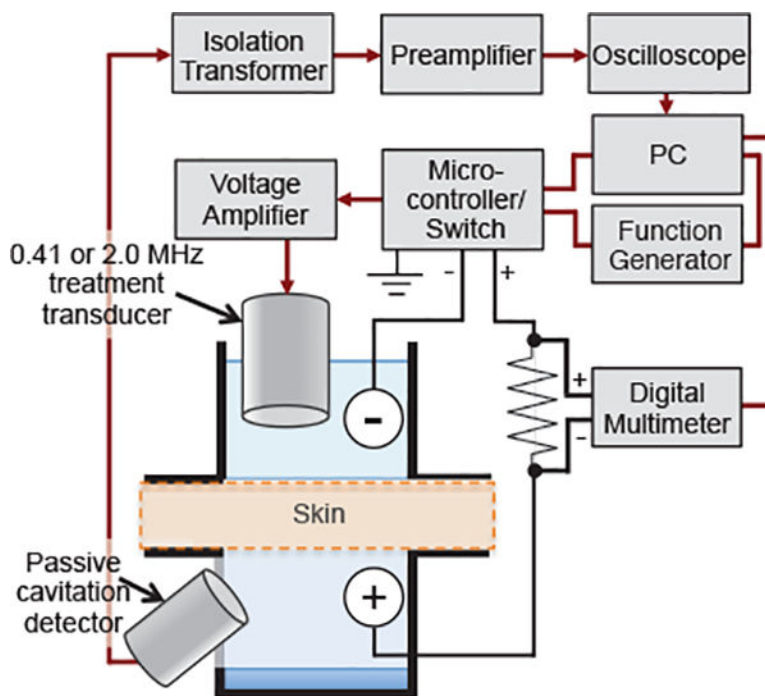 Isolation
Transformer
Preamplifier
Oscilloscope
PC
Micro-
controller/
Switch
Voltage
Amplifier
Function
Generator
0.41 or 2.0 MHz
treatment
transducer
-
+
+
-
Digital
Multimeter
-
Skin
Passive
cavitation
detector
+